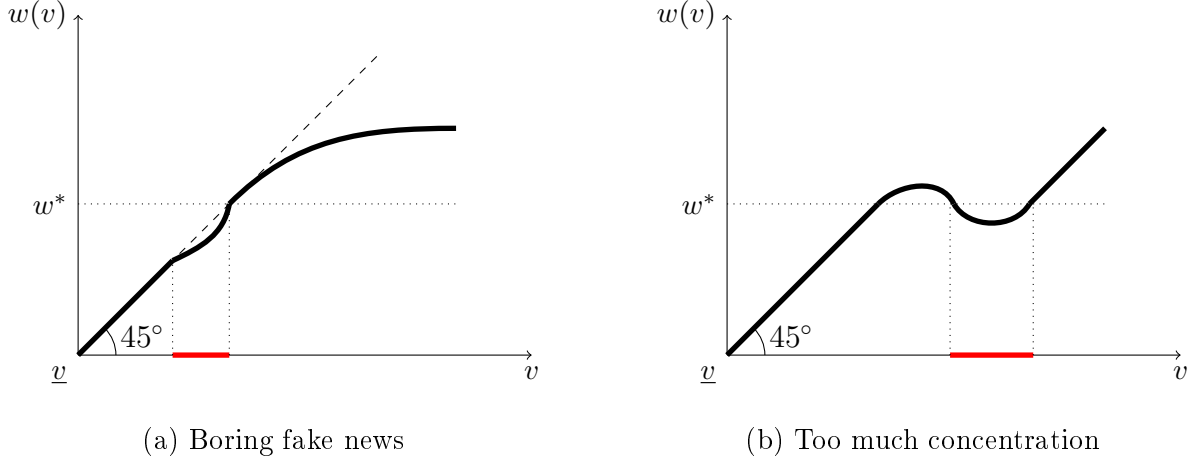 w(v)
w*
45°
v
v
(a) Boring fake news
w(v)
w*
45°
v
v
(b) Too much concentration